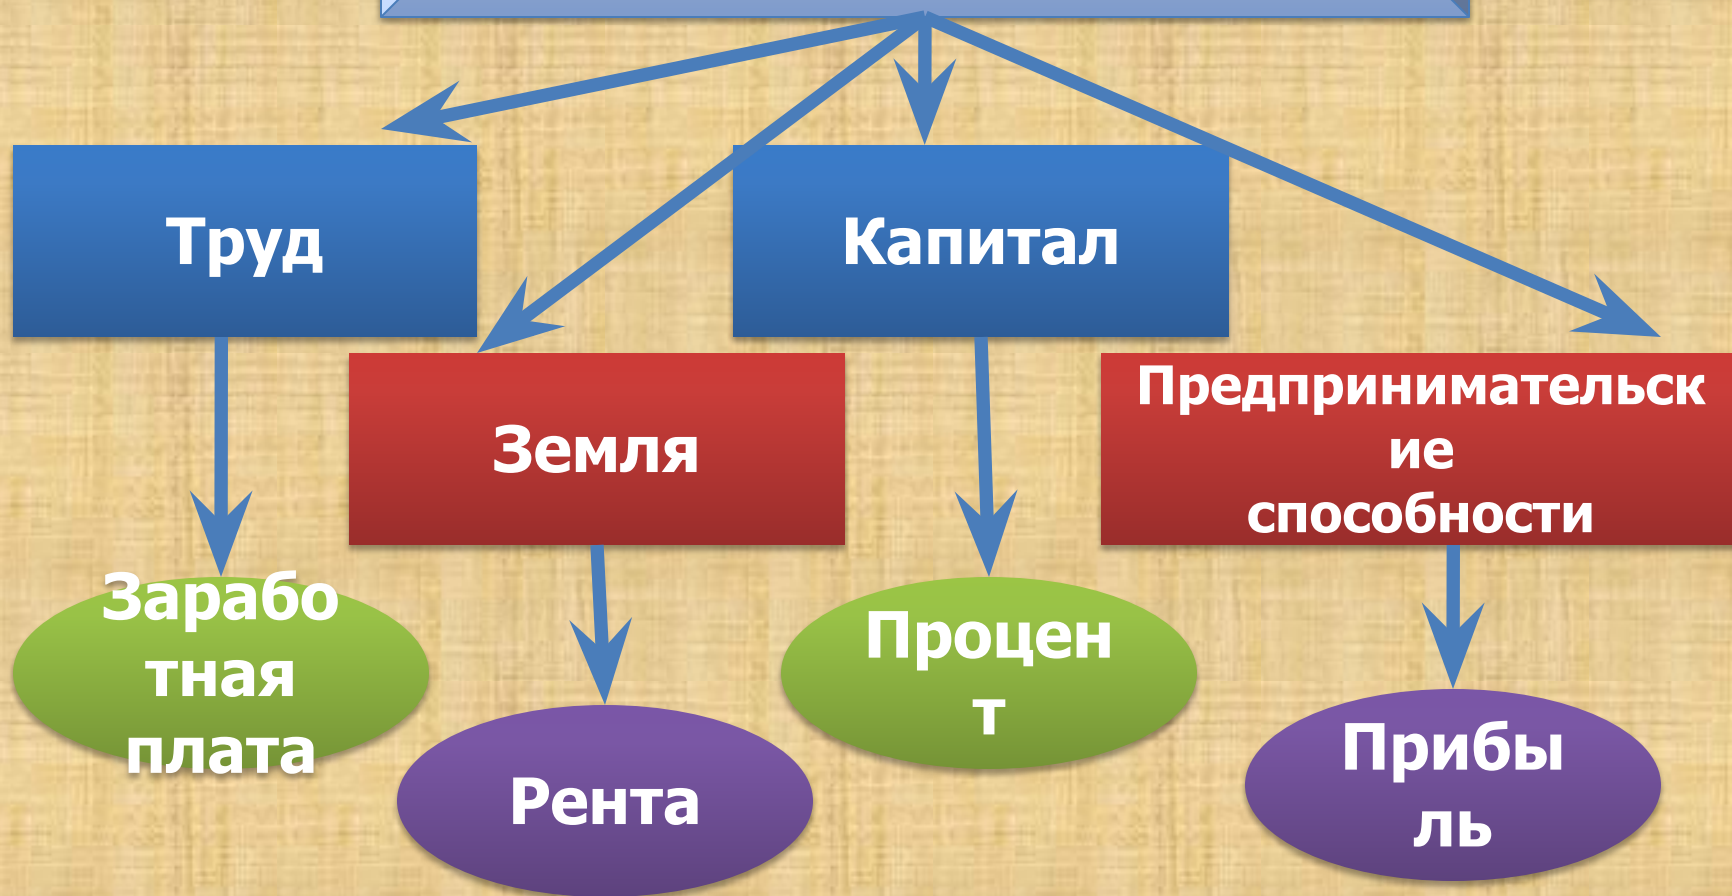 Труд
Капитал
Земля
Предпринимательск
ие
способности
Зарабо
тная
плата
Процен
т
Рента
Прибы
ль